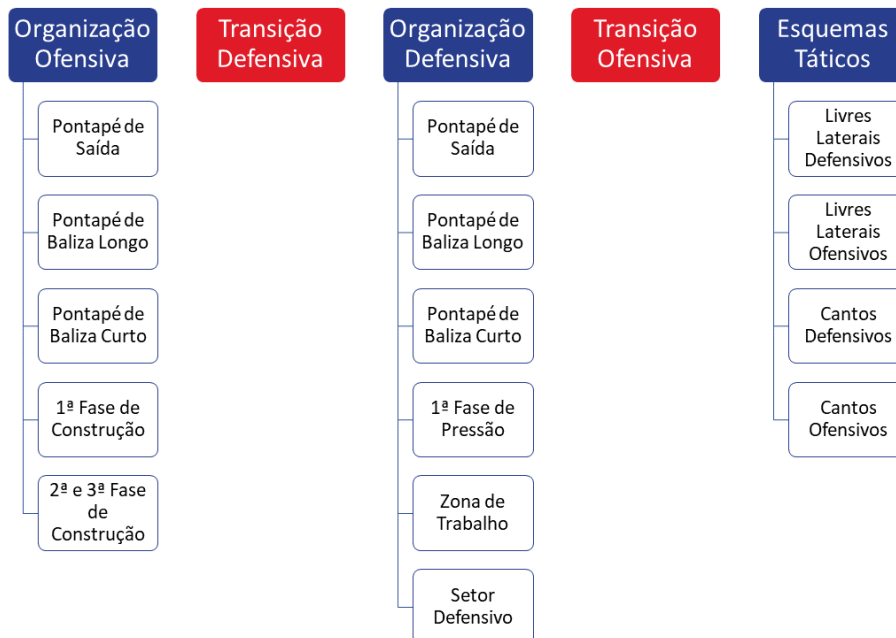 Organização
Ofensiva
Pontapé de
Saída
Pontapé de
Baliza Longo
Pontapé de
Baliza Curto
1ª Fase de
Construção
2ª e 3ª Fase
de
Construção
Transição
Defensiva
Organização
Defensiva
Pontapé de
Saída
Pontapé de
Baliza Longo
Pontapé de
Baliza Curto
1ª Fase de
Pressão
Zona de
Trabalho
Setor
Defensivo
Transição
Ofensiva
Esquemas
Táticos
Livres
Laterais
Defensivos
Livres
Laterais
Ofensivos
Cantos
Defensivos
Cantos
Ofensivos